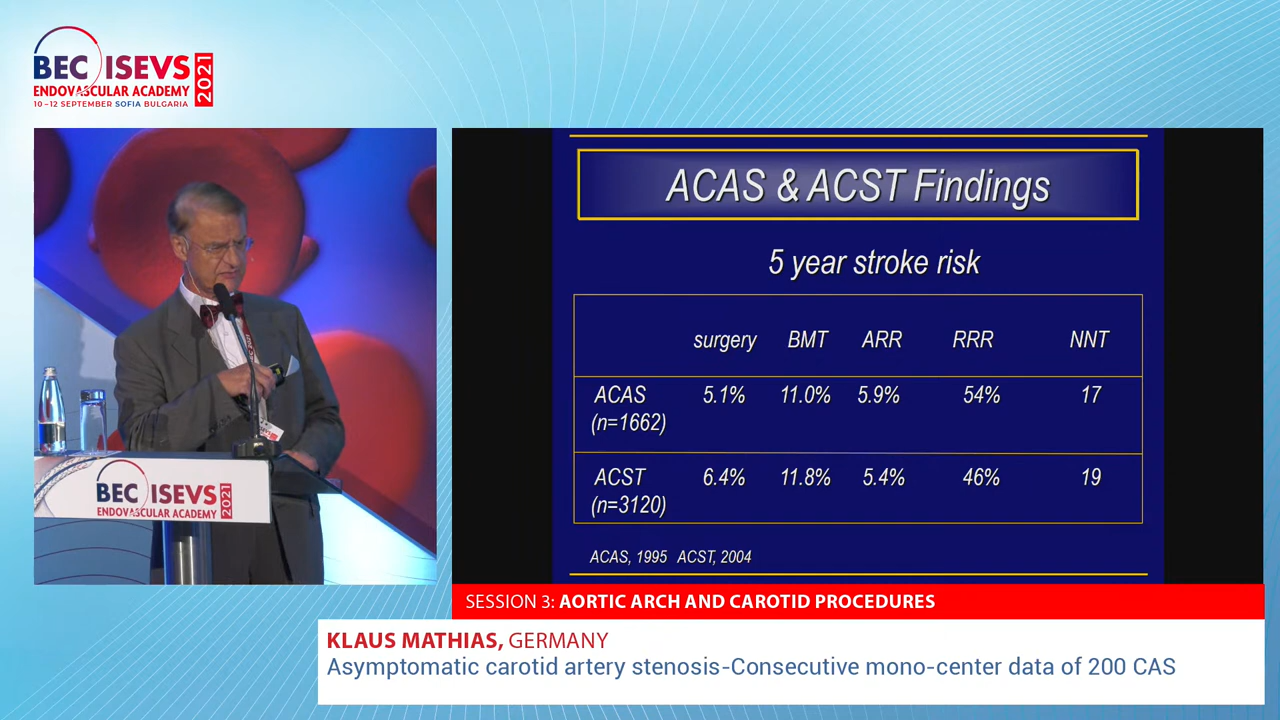 BEC ISEVS 2021
ENDOVASCULAR ACADEMY
10-12 SEPTEMBER SOFIA BULGARIA
BEC ISEVS 2021
ENDOVASCULAR ACADEMY
ACAS & ACST Findings
5 year stroke risk
surgery BMT ARR RRR NNT
ACAS 5.1% 11.0% 5.9% 54% 17
(n=1662)
ACST 6.4% 11.8% 5.4% 46% 19
(n=3120)
ACAS, 1995 ACST, 2004
SESSION 3: AORTIC ARCH AND CAROTID PROCEDURES
KLAUS MATHIAS, GERMANY
Asymptomatic carotid artery stenosis-Consecutive mono-center data of 200 CAS